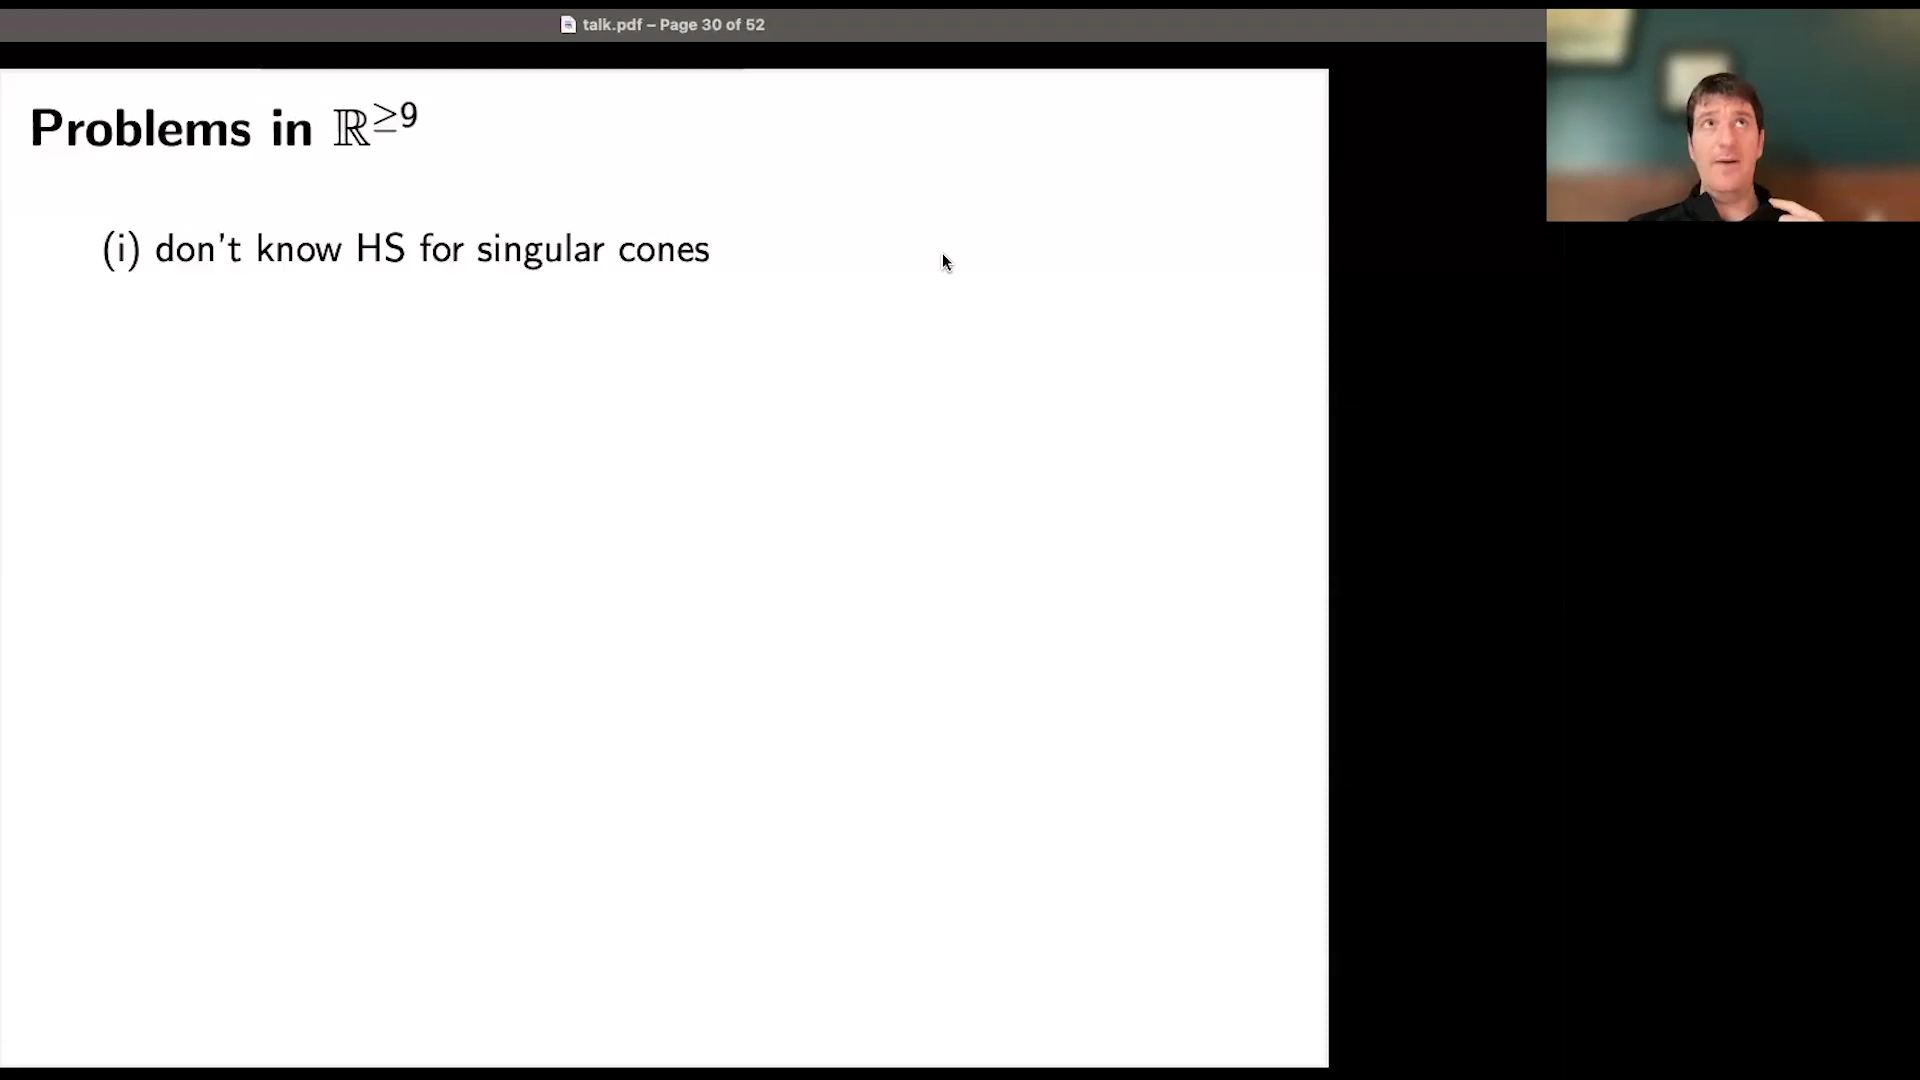 talk.pdf – Page 30 of 52
Problems in ℝ≥9
(i) don't know HS for singular cones